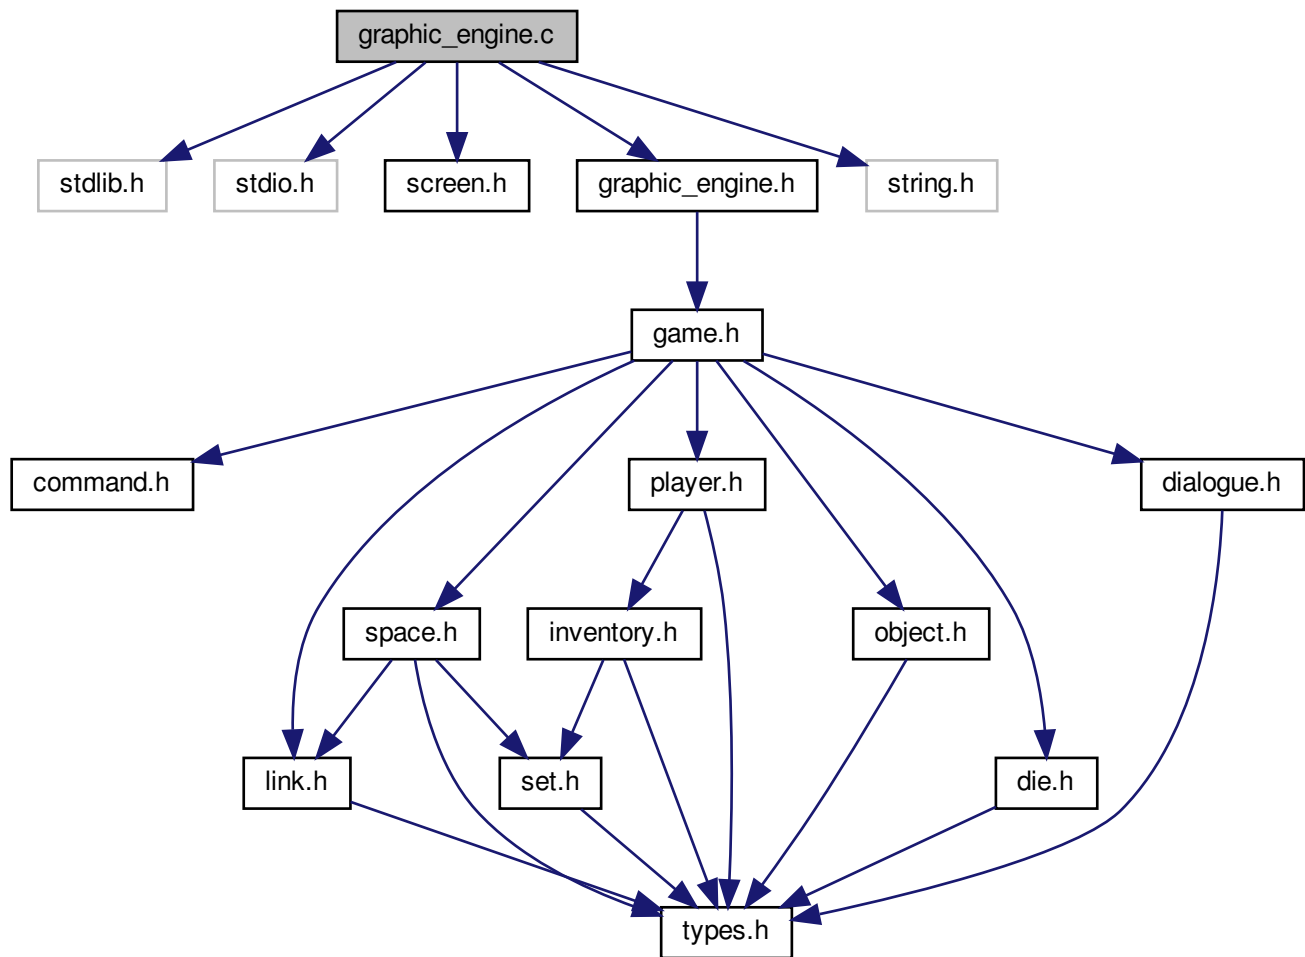 graphic_engine.c
stdlib.h
stdio.h
screen.h
graphic_engine.h
string.h
game.h
command.h
player.h
dialogue.h
space.h
inventory.h
object.h
link.h
set.h
die.h
types.h